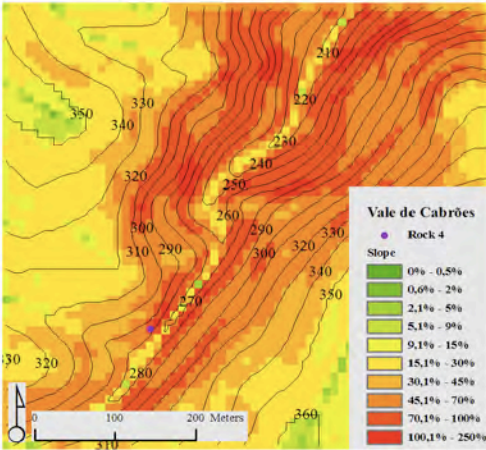 210
350
330
220
340
230
240
320
250
260
300
290
310
290
300
320
330
340
270
350
330
320
280
360
310
0 100 200 Meters
Vale de Cabrões
Rock 4
Slope
0% - 0,5%
0,6% - 2%
2,1% - 5%
5,1% - 9%
9,1% - 15%
15,1% - 30%
30,1% - 45%
45,1% - 70%
70,1% - 100%
100,1% - 250%